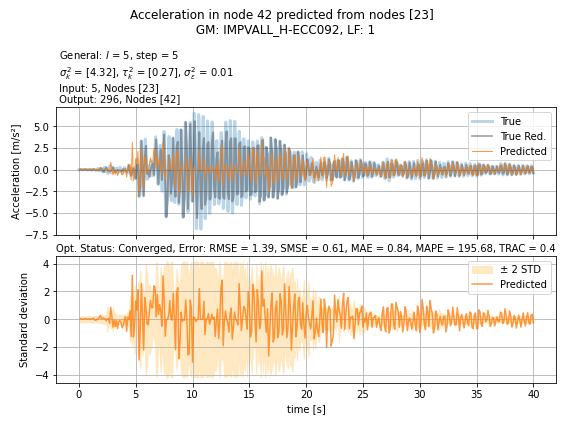 Acceleration in node 42 predicted from nodes [23]
GM: IMPVALL_H-ECC092, LF: 1
General: l = 5, step = 5
σ²ₖ = [4.32], τ²ₖ = [0.27], σ²ε = 0.01
Input: 5, Nodes [23]
Output: 296, Nodes [42]
Acceleration [m/s²]
5.0
2.5
0.0
−2.5
−5.0
−7.5
True
True Red.
Predicted
Opt. Status: Converged, Error: RMSE = 1.39, SMSE = 0.61, MAE = 0.84, MAPE = 195.68, TRAC = 0.4
Standard deviation
4
2
0
−2
−4
± 2 STD
Predicted
0 5 10 15 20 25 30 35 40
time [s]